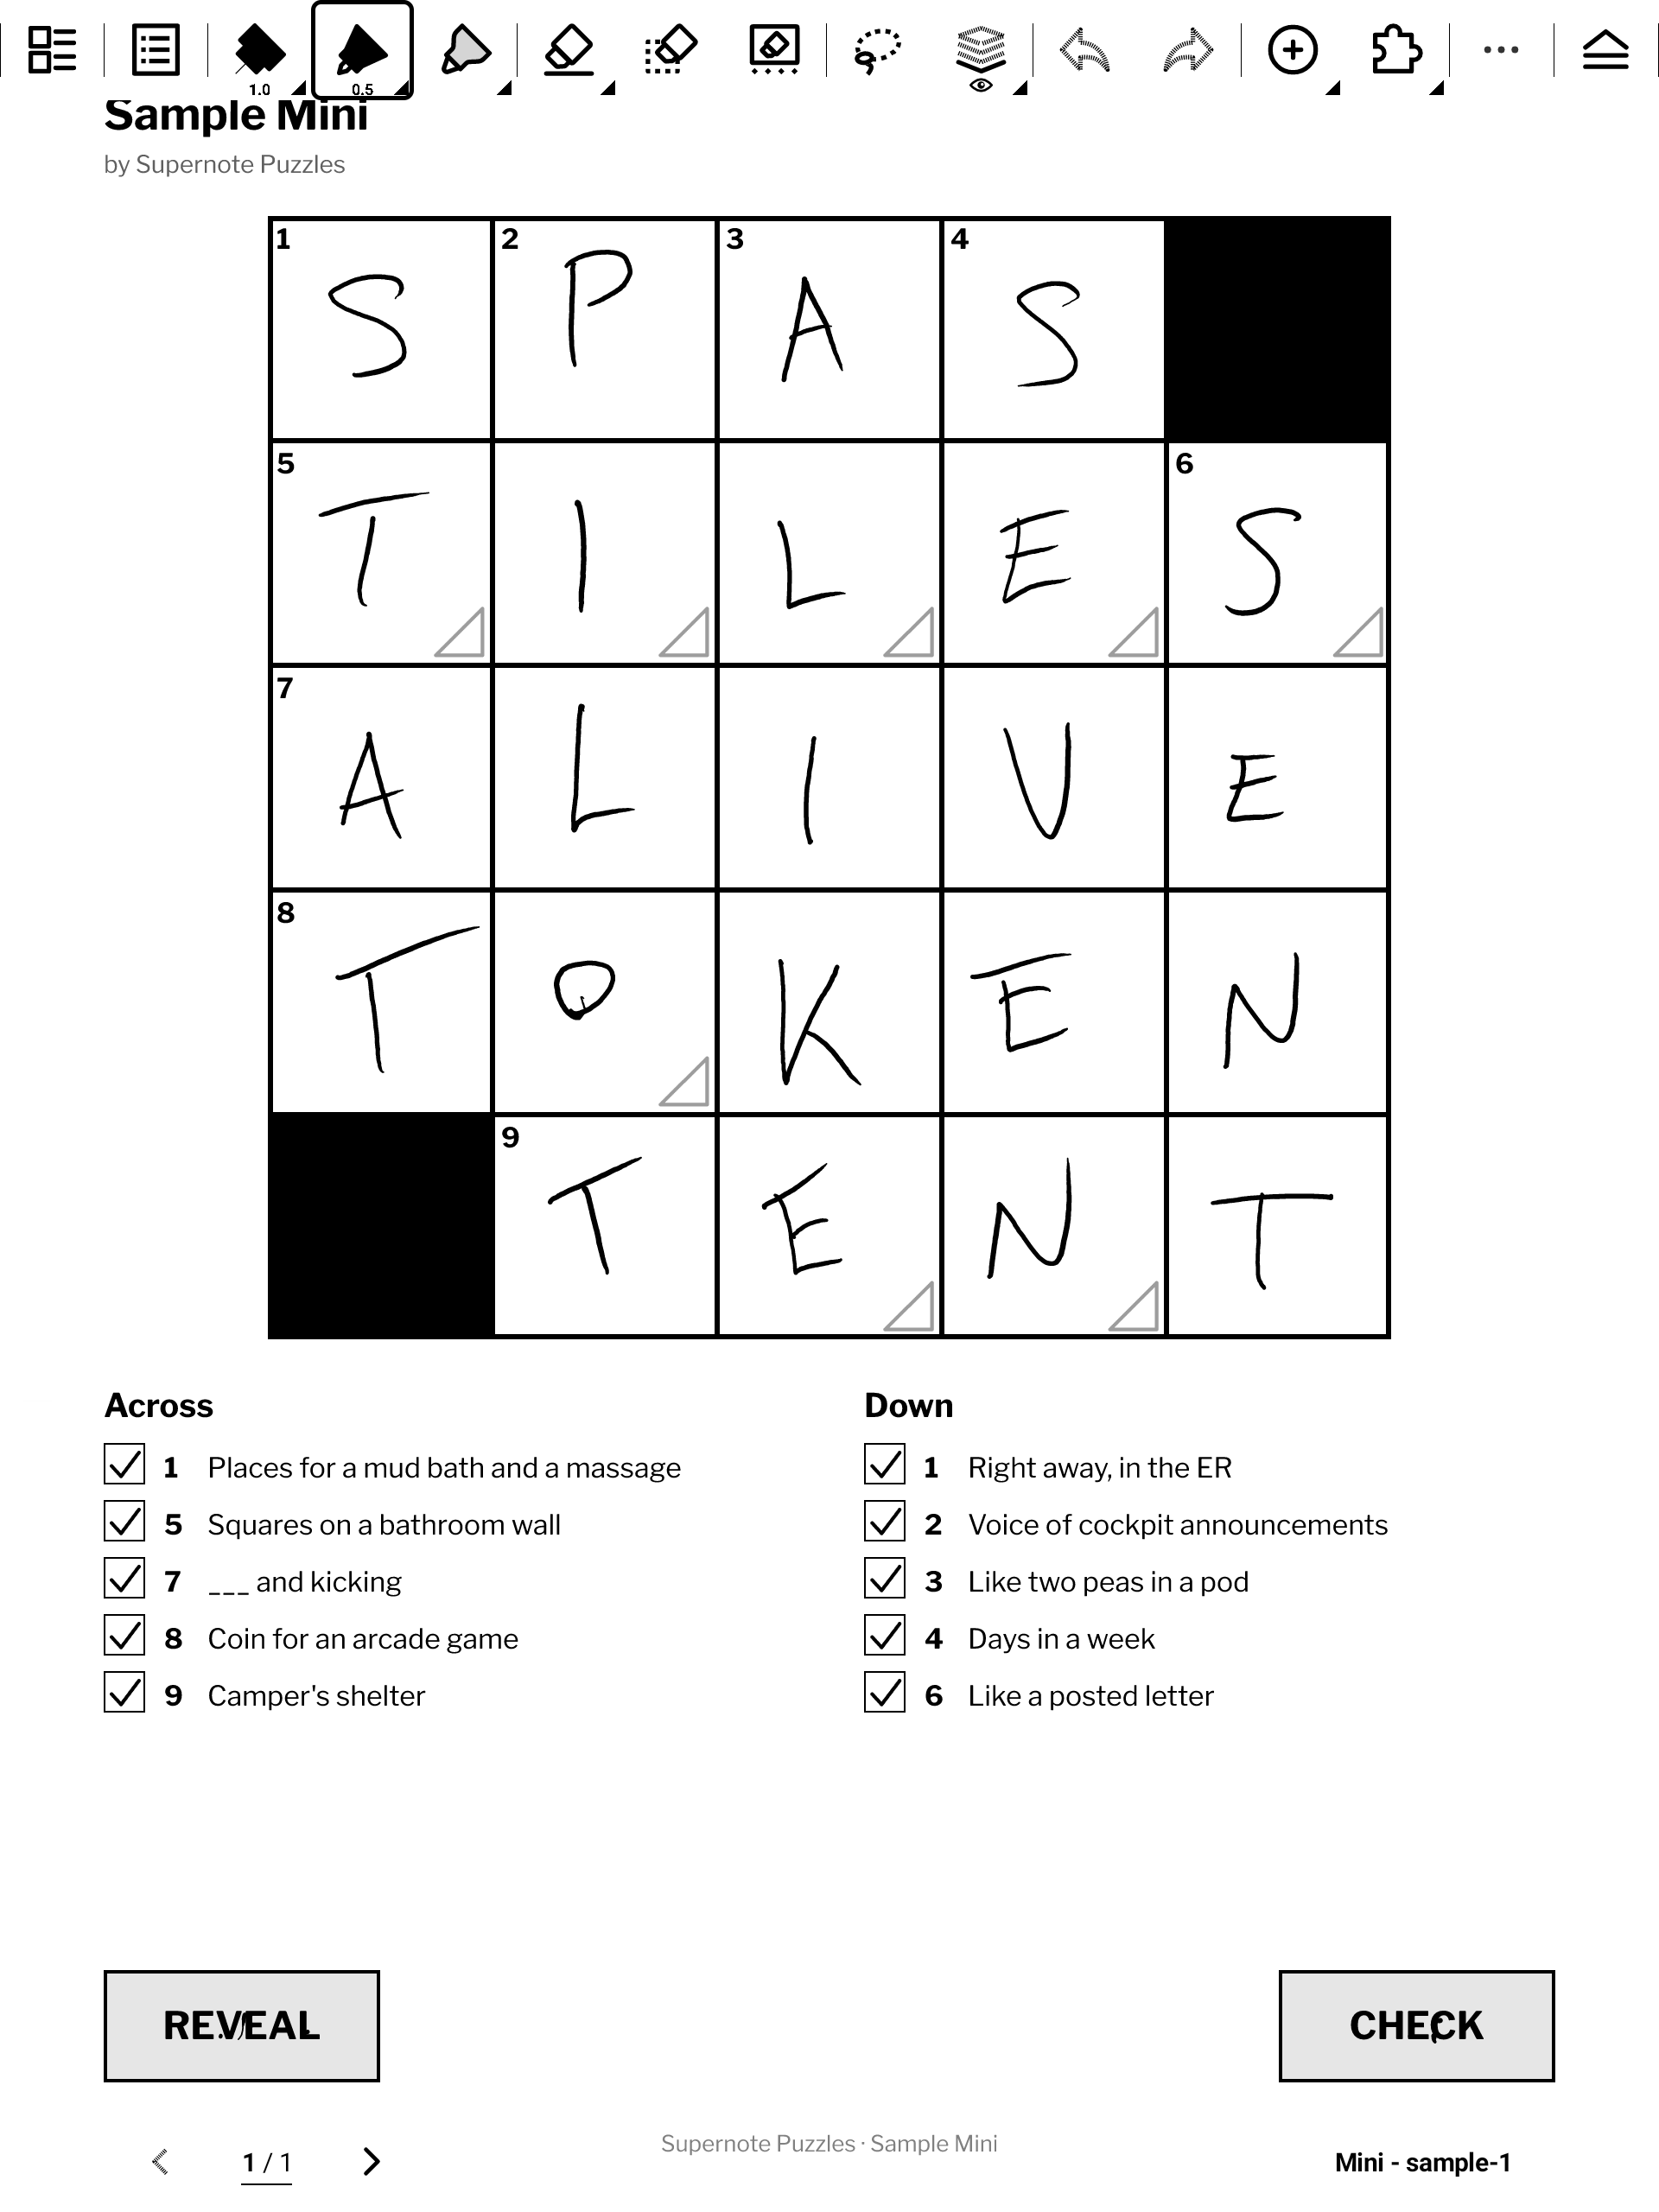 1.0
0.5
Sample Mini
by Supernote Puzzles
1 S 2 P 3 A 4 S
5 T I L E 6 S
7 A L I V E
8 T O K E N
9 T E N T
Across
1 Places for a mud bath and a massage
5 Squares on a bathroom wall
7 ___ and kicking
8 Coin for an arcade game
9 Camper's shelter
Down
1 Right away, in the ER
2 Voice of cockpit announcements
3 Like two peas in a pod
4 Days in a week
6 Like a posted letter
REVEAL
CHECK
1 / 1
Supernote Puzzles · Sample Mini
Mini - sample-1